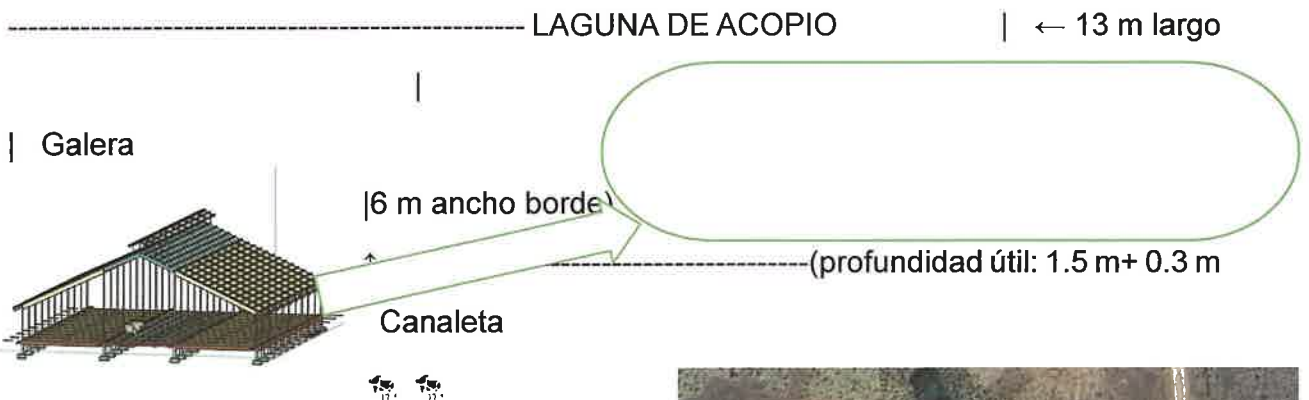 ---------------------------------------- LAGUNA DE ACOPIO | ← 13 m largo
|
| Galera
|6 m ancho borde)
----------------------(profundidad útil: 1.5 m+ 0.3 m
Canaleta